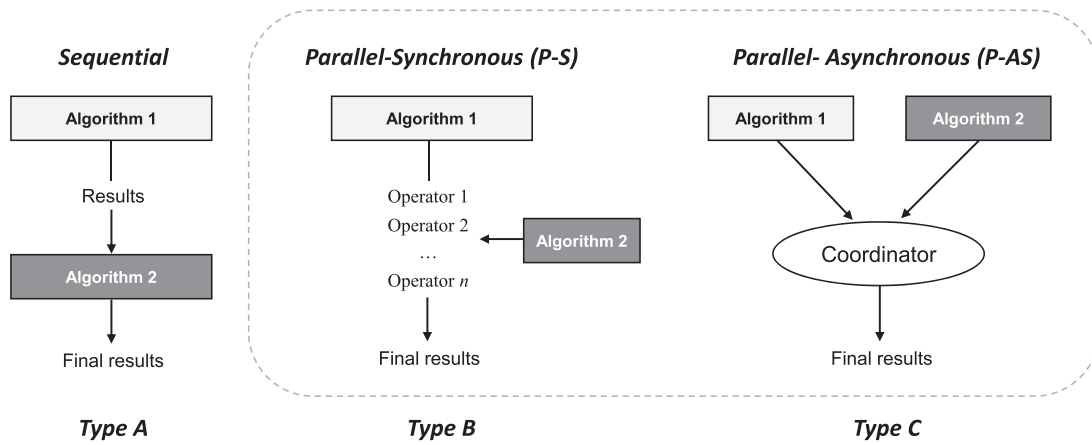 Sequential
Algorithm 1
Results
Algorithm 2
Final results
Type A
Parallel-Synchronous (P-S)
Algorithm 1
Operator 1
Operator 2
...
Operator n
Algorithm 2
Final results
Type B
Parallel- Asynchronous (P-AS)
Algorithm 1
Algorithm 2
Coordinator
Final results
Type C